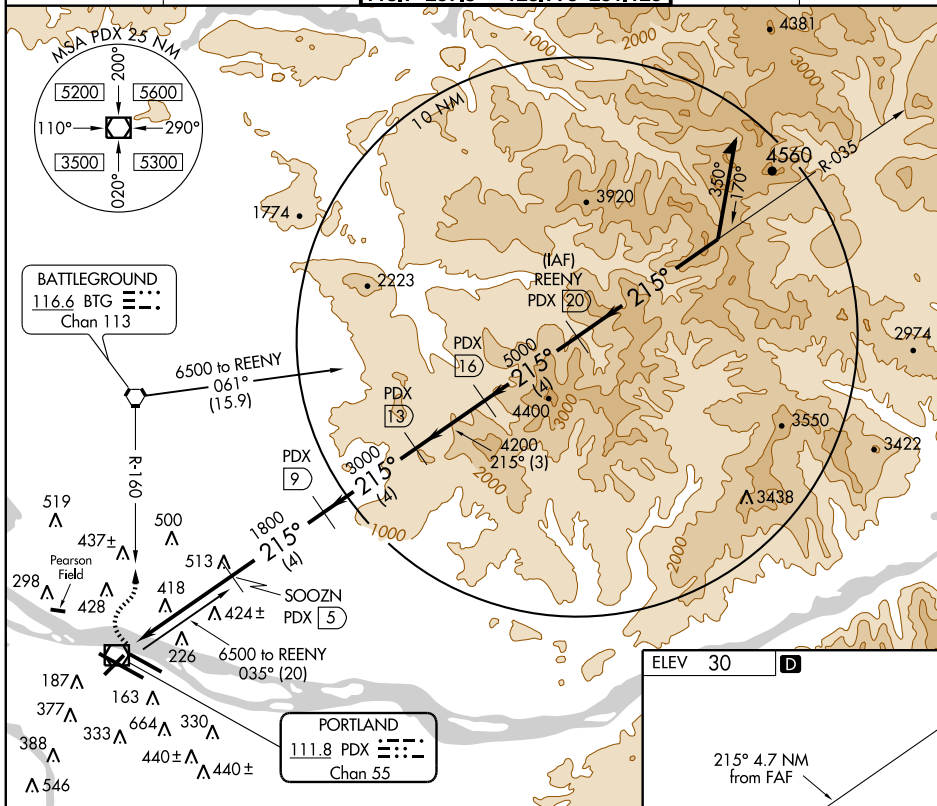 MSA PDX 25 NM
200°
5200
5600
110°
290°
3500
5300
020°
1000
2000
4381
3000
10 NM
4560
R-035
350°
170°
3920
1774
(IAF)
REENY
PDX 20
215°
2223
BATTLEGROUND
116.6 BTG
Chan 113
6500 to REENY
061°
(15.9)
PDX
16
5000
215°
(4)
2974
4400
3000
PDX
13
4200
215° (3)
3550
3422
R-160
3000
215°
(4)
2000
PDX
9
3438
1000
2000
519
500
1800
215°
(4)
437±
513
Pearson
Field
298
428
418
SOOZN
PDX 5
424±
226
6500 to REENY
035° (20)
187
163
377
333
664
330
388
440±
440±
546
PORTLAND
111.8 PDX
Chan 55
ELEV 30
D
215° 4.7 NM
from FAF